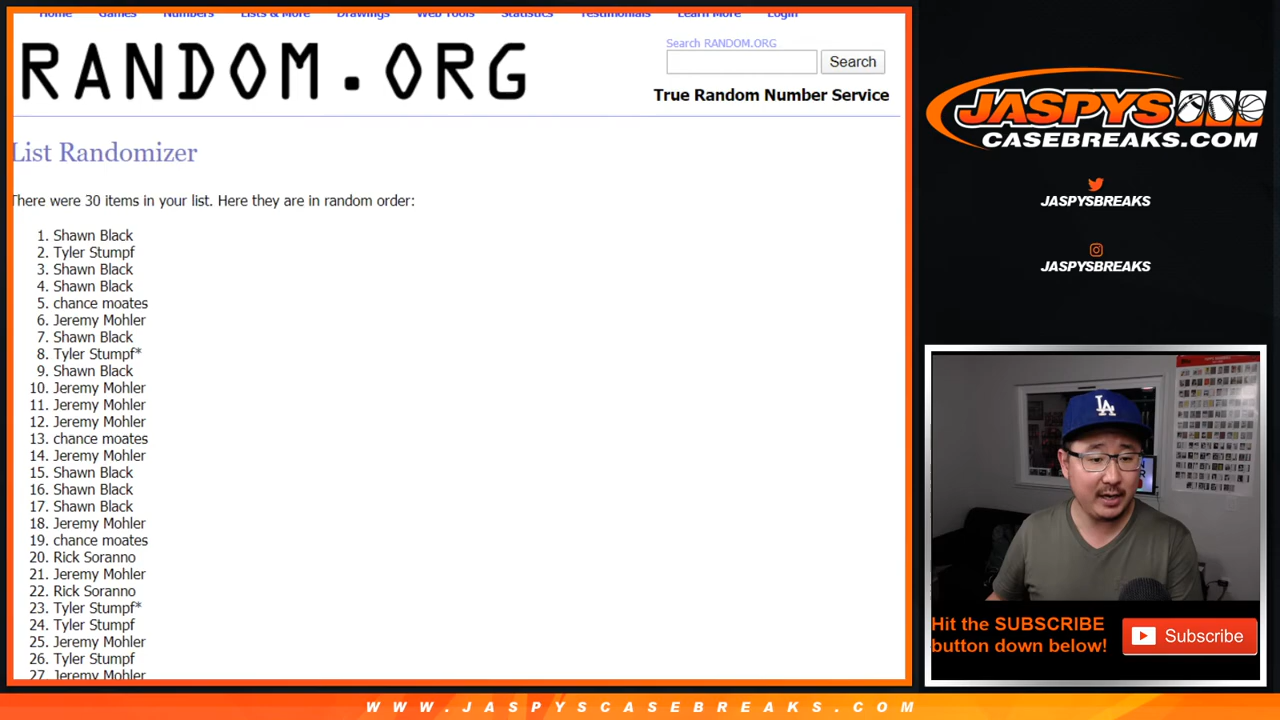 Home Games Numbers Lists & More Drawings Web Tools Statistics Testimonials Learn More Login
RANDOM.ORG
Search RANDOM.ORG
Search
True Random Number Service
List Randomizer
There were 30 items in your list. Here they are in random order:
1. Shawn Black
2. Tyler Stumpf
3. Shawn Black
4. Shawn Black
5. chance moates
6. Jeremy Mohler
7. Shawn Black
8. Tyler Stumpf*
9. Shawn Black
10. Jeremy Mohler
11. Jeremy Mohler
12. Jeremy Mohler
13. chance moates
14. Jeremy Mohler
15. Shawn Black
16. Shawn Black
17. Shawn Black
18. Jeremy Mohler
19. chance moates
20. Rick Soranno
21. Jeremy Mohler
22. Rick Soranno
23. Tyler Stumpf*
24. Tyler Stumpf
25. Jeremy Mohler
26. Tyler Stumpf
27. Jeremy Mohler
JASPYS
CASEBREAKS.COM
JASPYSBREAKS
JASPYSBREAKS
LA
Hit the SUBSCRIBE
button down below!
Subscribe
WWW.JASPYSCASEBREAKS.COM